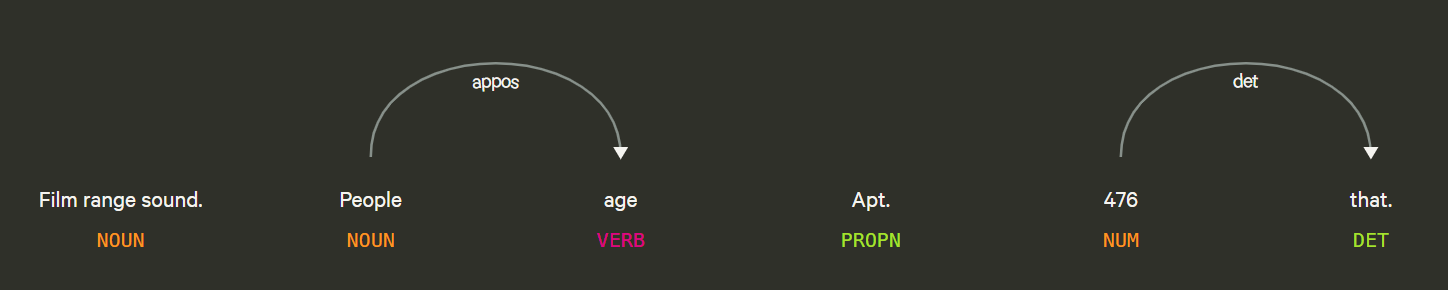 appos det
Film range sound. People age Apt. 476 that.
NOUN NOUN VERB PROPN NUM DET